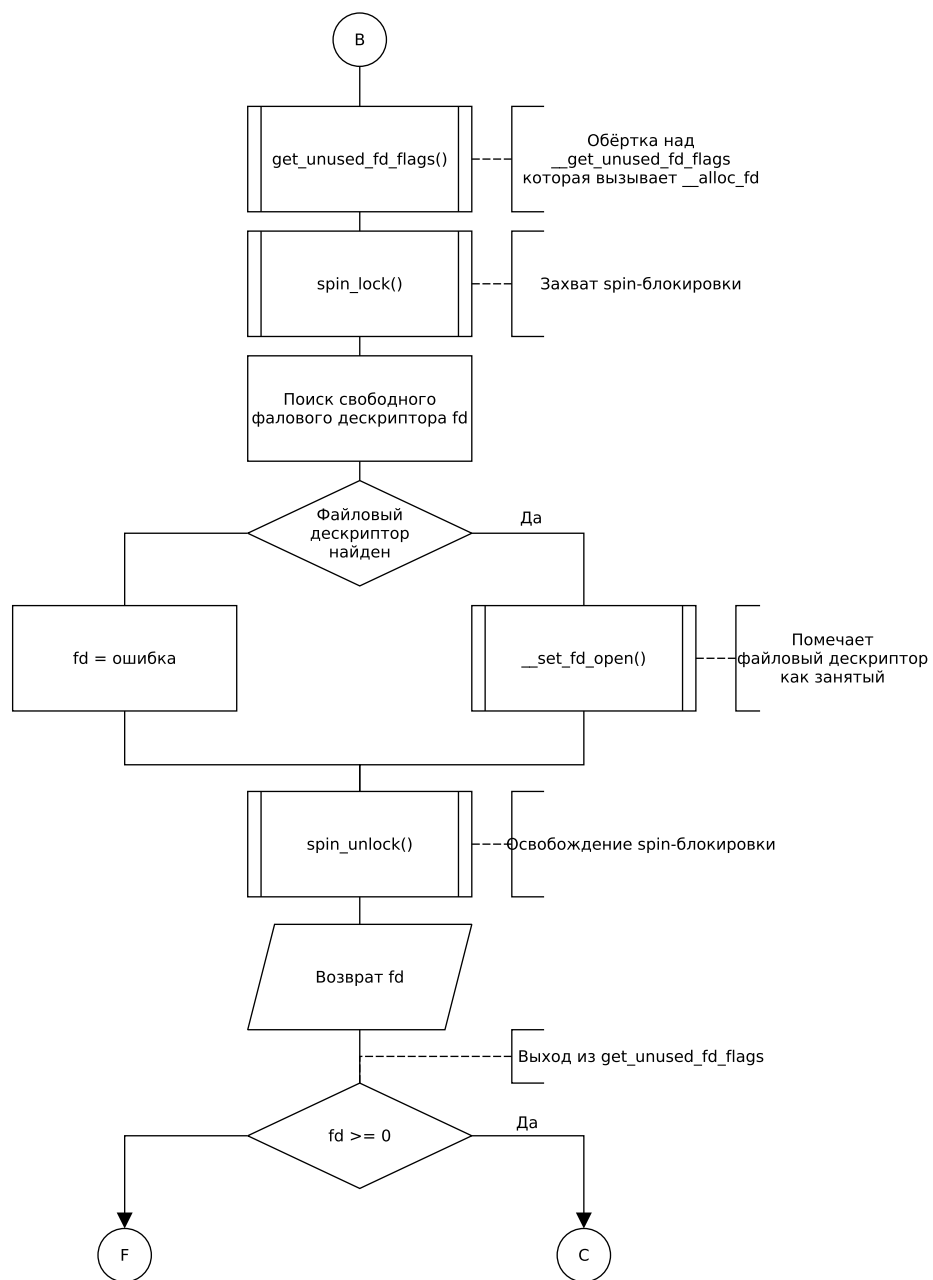 B
get_unused_fd_flags()
Обёртка над
__get_unused_fd_flags
которая вызывает __alloc_fd
spin_lock()
Захват spin-блокировки
Поиск свободного
фалового дескриптора fd
Файловый
дескриптор
найден
Да
fd = ошибка
__set_fd_open()
Помечает
файловый дескриптор
как занятый
spin_unlock()
Освобождение spin-блокировки
Возврат fd
Выход из get_unused_fd_flags
fd >= 0
Да
F
C